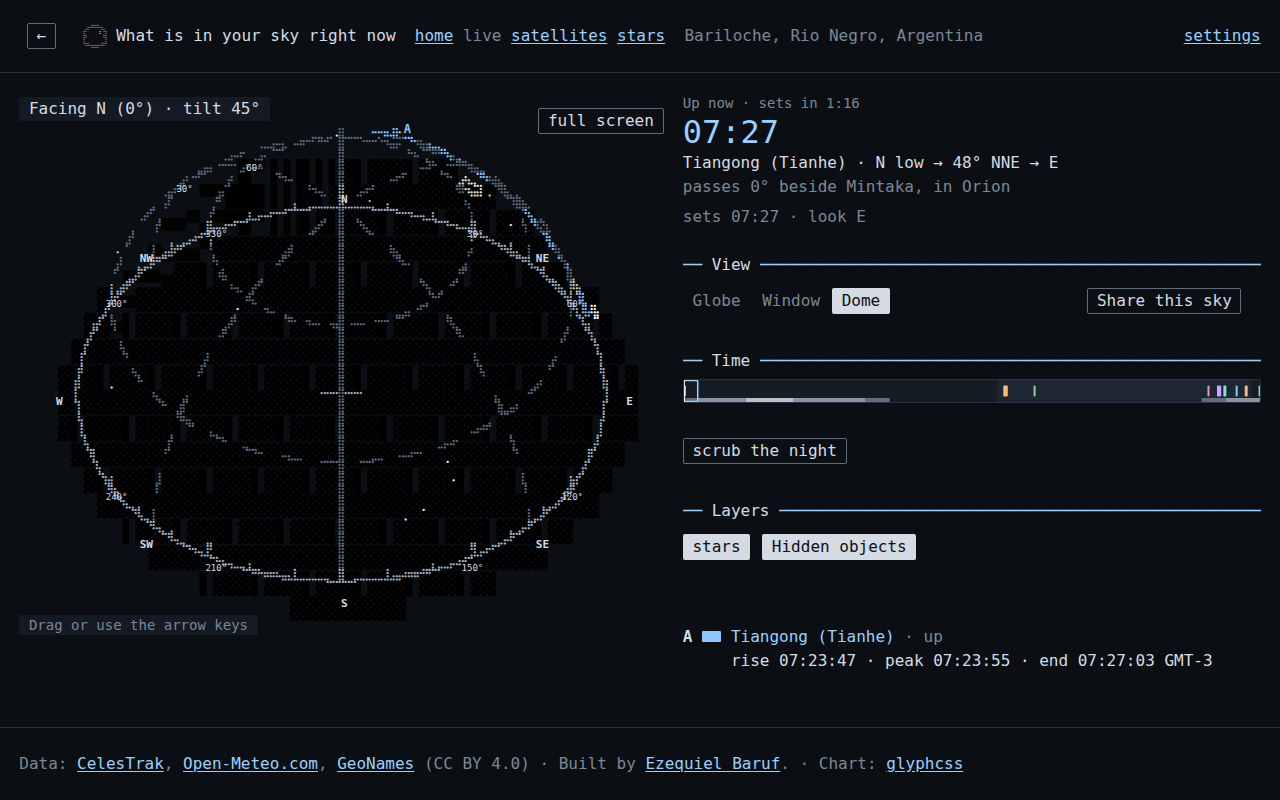 ← What is in your sky right now home live satellites stars Bariloche, Rio Negro, Argentina settings
Facing N (0°) · tilt 45°
full screen
A
60°
30°
N
330°
30°
NW
NE
300°
60°
W
E
240°
120°
SW
SE
210°
150°
S
Drag or use the arrow keys
Up now · sets in 1:16
07:27
Tiangong (Tianhe) · N low → 48° NNE → E
passes 0° beside Mintaka, in Orion
sets 07:27 · look E
View
Globe Window Dome Share this sky
Time
scrub the night
Layers
stars Hidden objects
A Tiangong (Tianhe) · up
rise 07:23:47 · peak 07:23:55 · end 07:27:03 GMT-3
Data: CelesTrak, Open-Meteo.com, GeoNames (CC BY 4.0) · Built by Ezequiel Baruf. · Chart: glyphcss